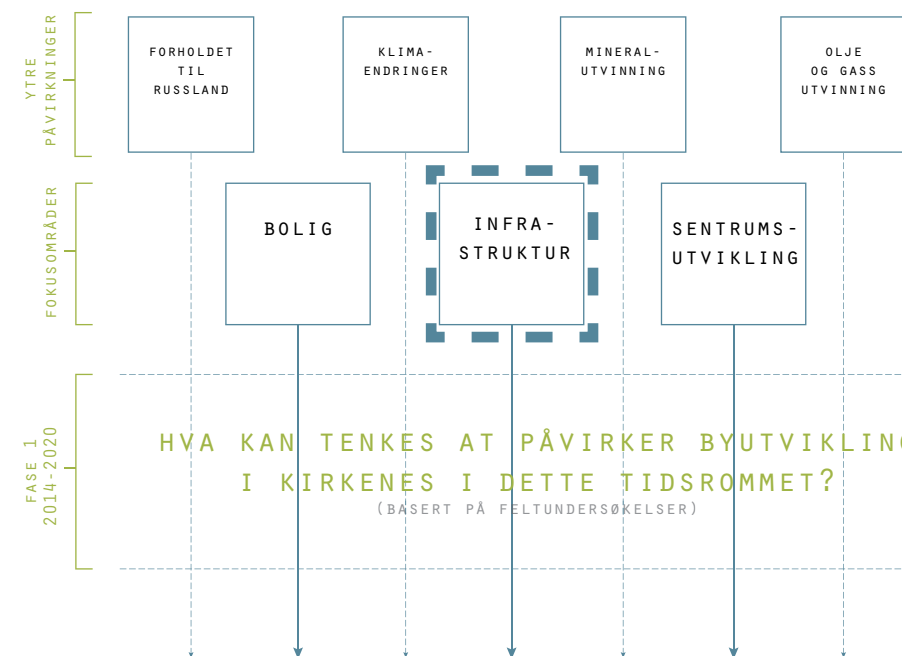 YTRE
PÅVIRKNINGER
FORHOLDET
TIL
RUSSLAND
KLIMA-
ENDRINGER
MINERAL-
UTVINNING
OLJE
OG GASS
UTVINNING
FOKUSOMRÅDER
BOLIG
INFRA-
STRUKTUR
SENTRUMS-
UTVIKLING
FASE 1
2014-2020
HVA KAN TENKES AT PÅVIRKER BYUTVIKLING
I KIRKENES I DETTE TIDSROMMET?
(BASERT PÅ FELTUNDERSØKELSER)